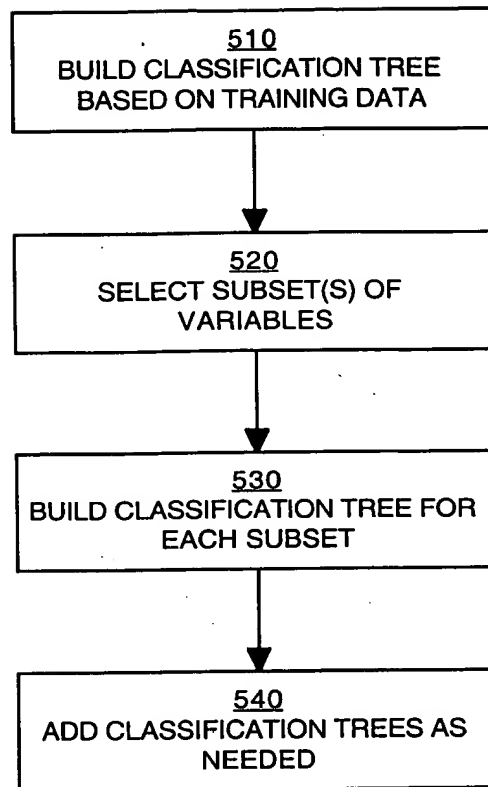 510
BUILD CLASSIFICATION TREE
BASED ON TRAINING DATA
520
SELECT SUBSET(S) OF
VARIABLES
530
BUILD CLASSIFICATION TREE FOR
EACH SUBSET
540
ADD CLASSIFICATION TREES AS
NEEDED